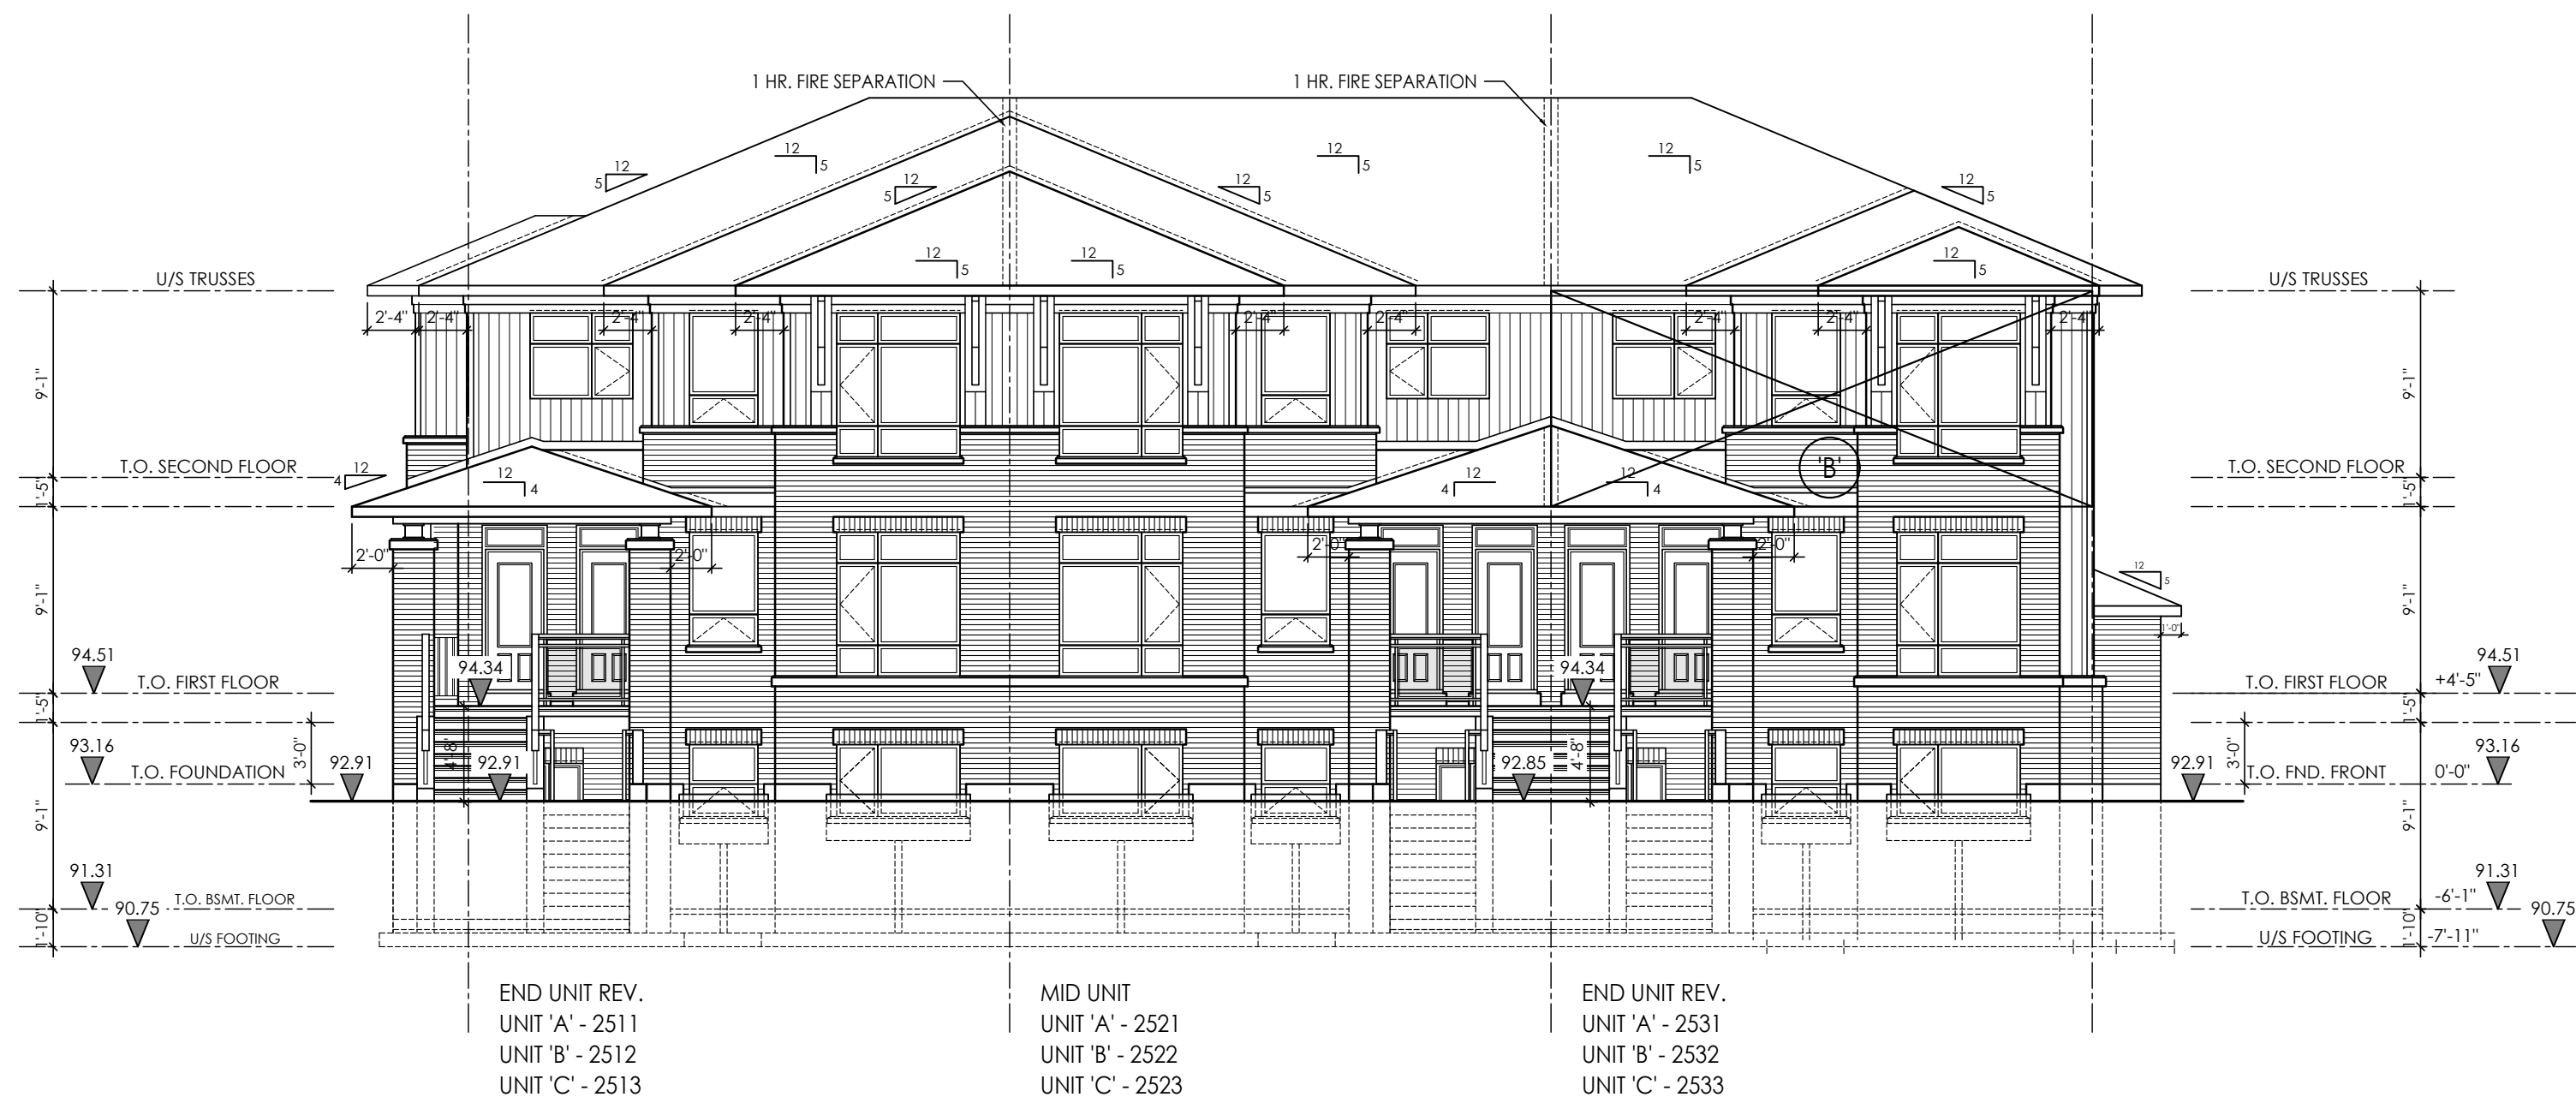 1 HR. FIRE SEPARATION
1 HR. FIRE SEPARATION
12
5
12
5
12
5
12
5
12
5
12
5
12
5
12
5
12
5
12
5
U/S TRUSSES
U/S TRUSSES
2'-4"
2'-4"
2'-4"
2'-4"
2'-4"
2'-4"
2'-4"
2'-4"
2'-4"
9'-1"
9'-1"
T.O. SECOND FLOOR
12
4
12
4
12
4
12
4
'B'
T.O. SECOND FLOOR
1'-5"
1'-5"
2'-0"
2'-0"
2'-0"
2'-0"
12
5
1'-0"
9'-1"
9'-1"
94.51
T.O. FIRST FLOOR
94.34
94.34
T.O. FIRST FLOOR
+4'-5"
94.51
1'-5"
1'-5"
93.16
T.O. FOUNDATION
3'-0"
92.91
4'-8"
92.91
92.85
4'-8"
92.91
3'-0"
T.O. FND. FRONT
0'-0"
93.16
9'-1"
9'-1"
91.31
T.O. BSMT. FLOOR
T.O. BSMT. FLOOR
-6'-1"
91.31
90.75
U/S FOOTING
1'-10"
U/S FOOTING
1'-10"
-7'-11"
90.75
END UNIT REV.
UNIT 'A' - 2511
UNIT 'B' - 2512
UNIT 'C' - 2513
MID UNIT
UNIT 'A' - 2521
UNIT 'B' - 2522
UNIT 'C' - 2523
END UNIT REV.
UNIT 'A' - 2531
UNIT 'B' - 2532
UNIT 'C' - 2533